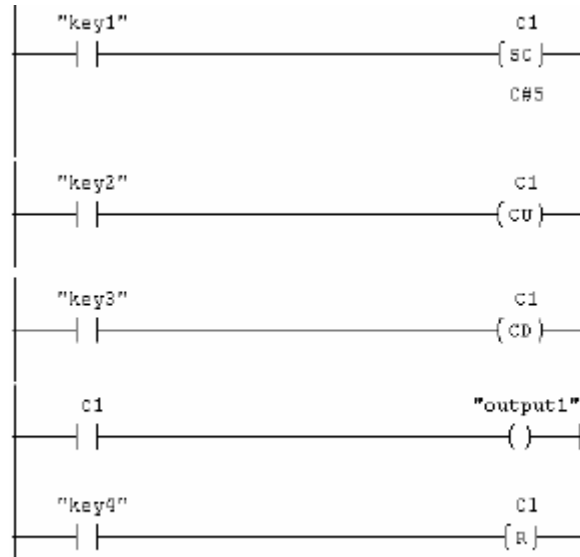 "key1" C1
SC
C#5
"key2" C1
CU
"key3" C1
CD
C1 "output1"
"key4" C1
R